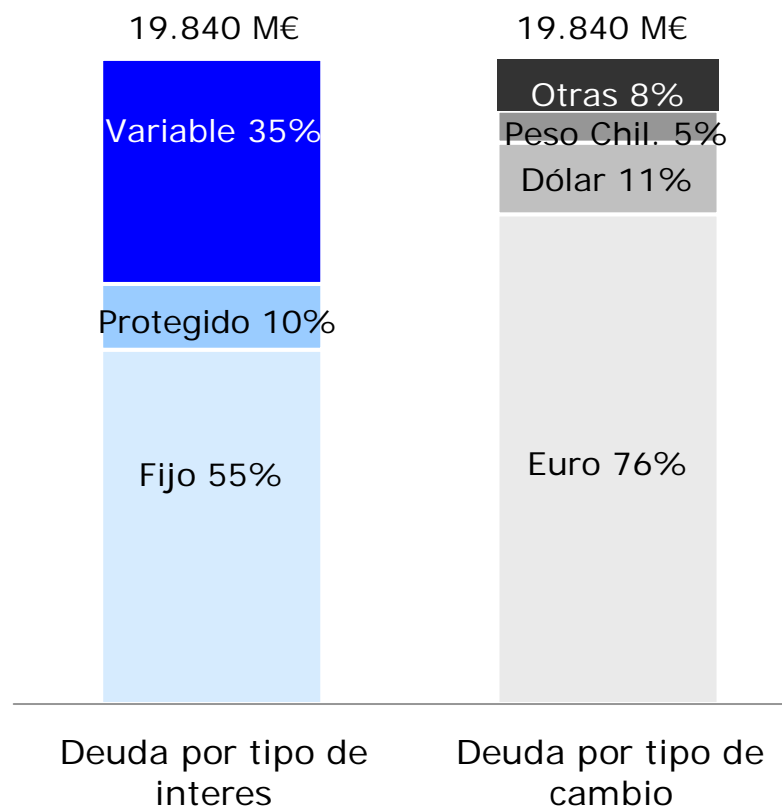 19.840 M€
19.840 M€
Variable 35%
Protegido 10%
Fijo 55%
Otras 8%
Peso Chil. 5%
Dólar 11%
Euro 76%
Deuda por tipo de
interes
Deuda por tipo de
cambio